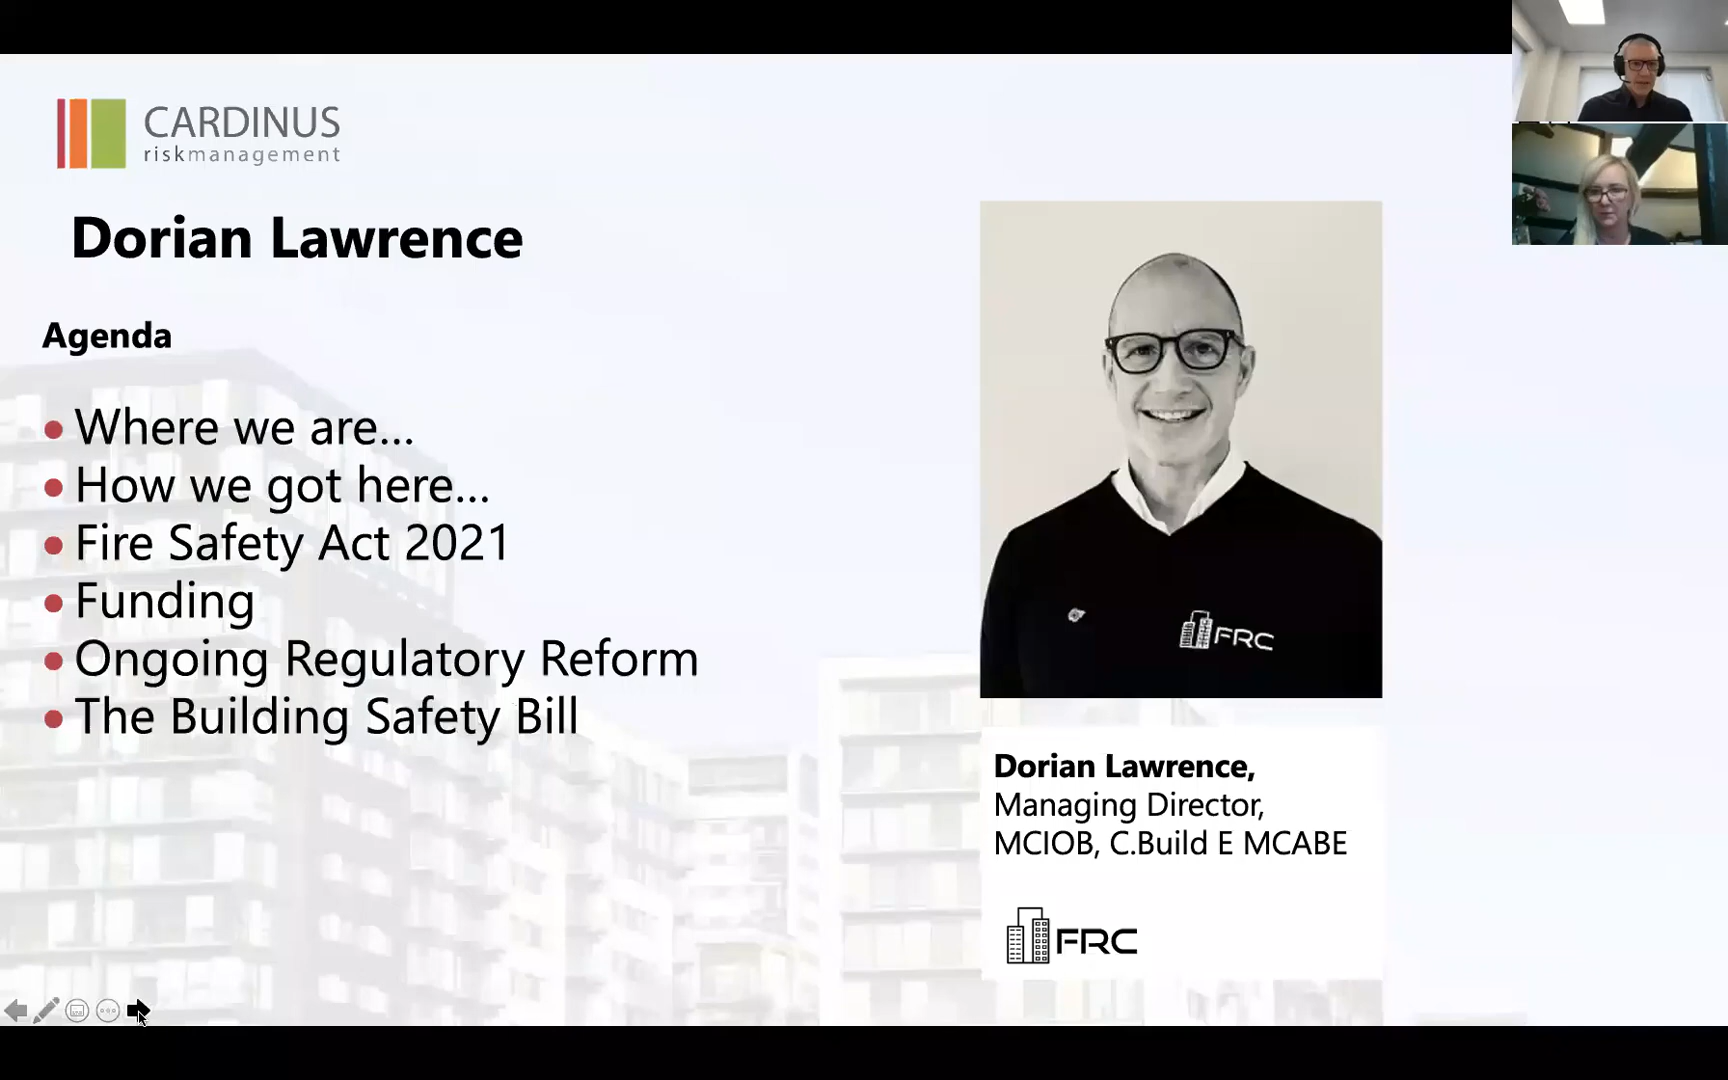 CARDINUS
riskmanagement
Dorian Lawrence
Agenda
Where we are...
How we got here...
Fire Safety Act 2021
Funding
Ongoing Regulatory Reform
The Building Safety Bill
FRC
Dorian Lawrence,
Managing Director,
MCIOB, C.Build E MCABE
FRC